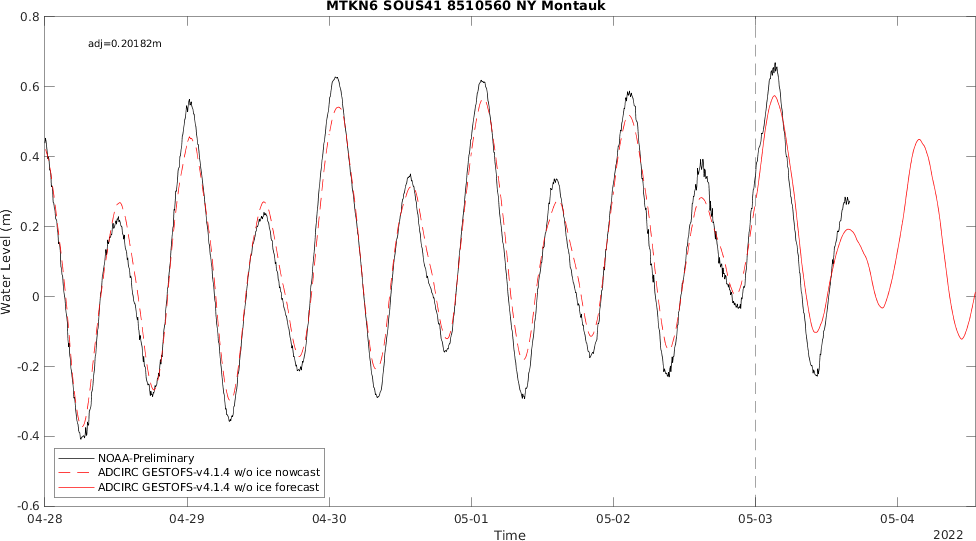 MTKN6 SOUS41 8510560 NY Montauk
adj=0.20182m
0.8
0.6
0.4
0.2
0
-0.2
-0.4
-0.6
Water Level (m)
NOAA-Preliminary
ADCIRC GESTOFS-v4.1.4 w/o ice nowcast
ADCIRC GESTOFS-v4.1.4 w/o ice forecast
04-28 04-29 04-30 05-01 05-02 05-03 05-04
Time
2022